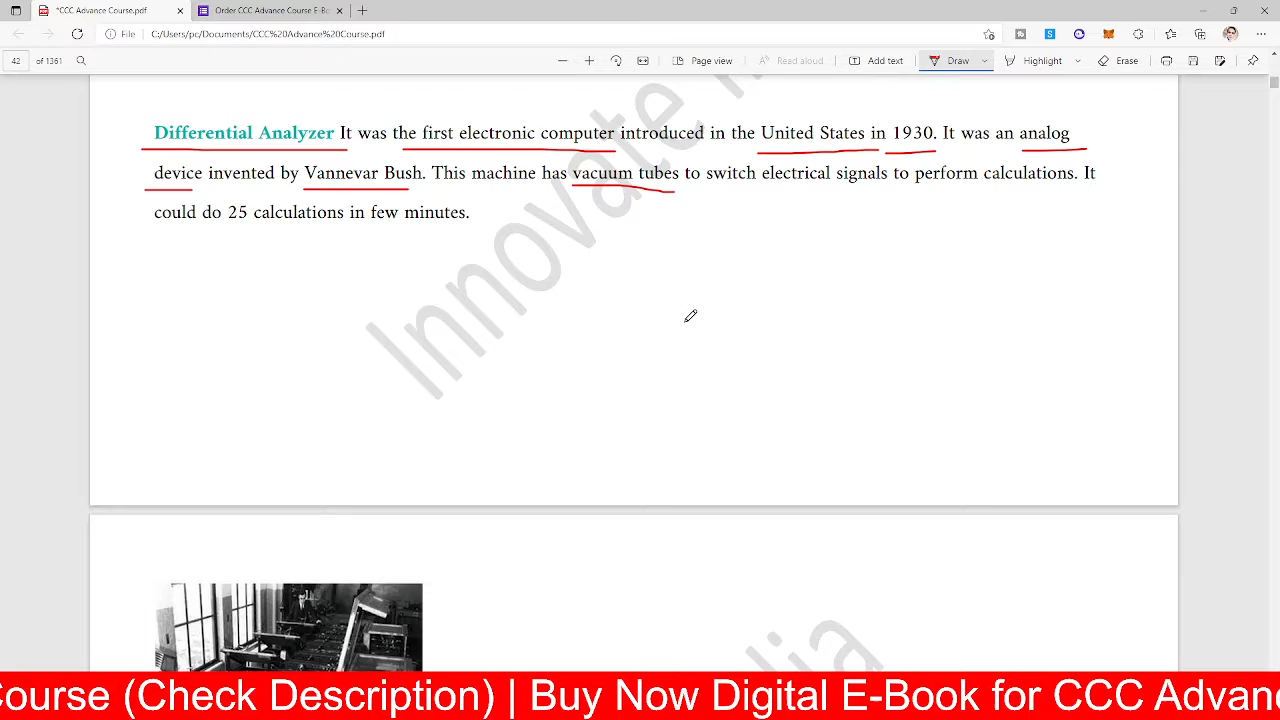 *CCC Advance Course.pdf
Order CCC Advance Course E-Bo
File
C:/Users/pc/Documents/CCC%20Advance%20Course.pdf
42 of 1361
Page view
Read aloud
Add text
Draw
Highlight
Erase
Differential Analyzer It was the first electronic computer introduced in the United States in 1930. It was an analog
device invented by Vannevar Bush. This machine has vacuum tubes to switch electrical signals to perform calculations. It
could do 25 calculations in few minutes.
Innovate
Course (Check Description) | Buy Now Digital E-Book for CCC Advan